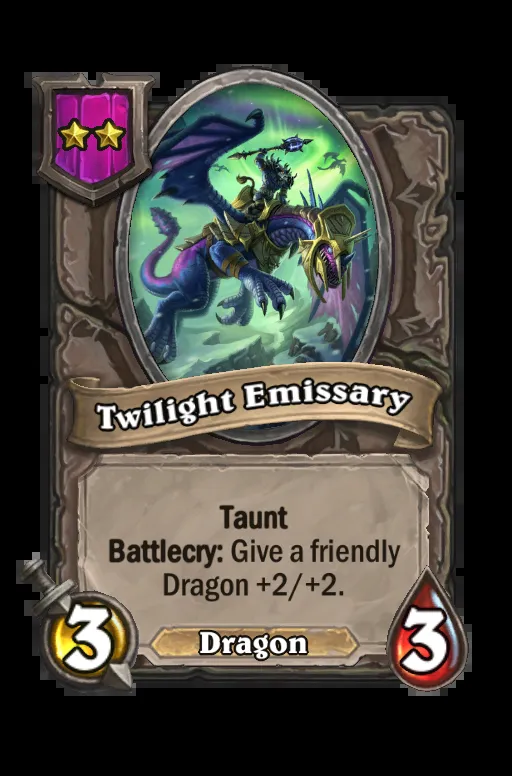 Twilight Emissary
Taunt
Battlecry: Give a friendly
Dragon +2/+2.
3
Dragon
3